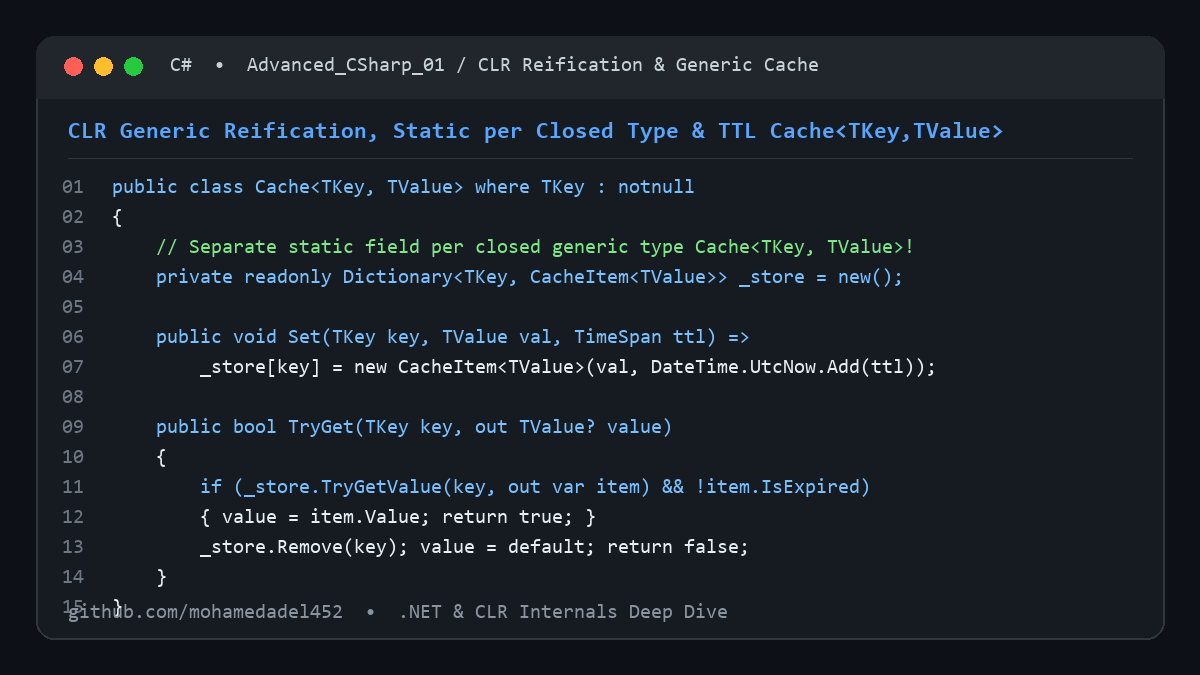 C# • Advanced_CSharp_01 / CLR Reification & Generic Cache
CLR Generic Reification, Static per Closed Type & TTL Cache<TKey,TValue>
01 public class Cache<TKey, TValue> where TKey : notnull
02 {
03     // Separate static field per closed generic type Cache<TKey, TValue>!
04     private readonly Dictionary<TKey, CacheItem<TValue>> _store = new();
05
06     public void Set(TKey key, TValue val, TimeSpan ttl) =>
07         _store[key] = new CacheItem<TValue>(val, DateTime.UtcNow.Add(ttl));
08
09     public bool TryGet(TKey key, out TValue? value)
10     {
11         if (_store.TryGetValue(key, out var item) && !item.IsExpired)
12         { value = item.Value; return true; }
13         _store.Remove(key); value = default; return false;
14     }
15 }
github.com/mohamedadel452 • .NET & CLR Internals Deep Dive